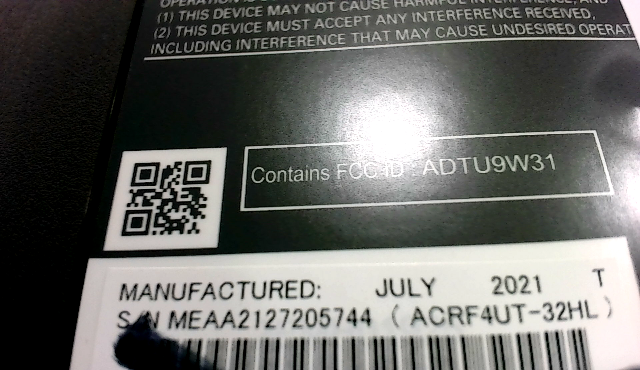 (1) THIS DEVICE MAY NOT CAUSE HARMFUL INTERFERENCE, AND
(2) THIS DEVICE MUST ACCEPT ANY INTERFERENCE RECEIVED,
INCLUDING INTERFERENCE THAT MAY CAUSE UNDESIRED OPERAT
Contains FCC ID : ADTU9W31
MANUFACTURED: JULY 2021 T
S/N MEAA2127205744 ( ACRF4UT-32HL )